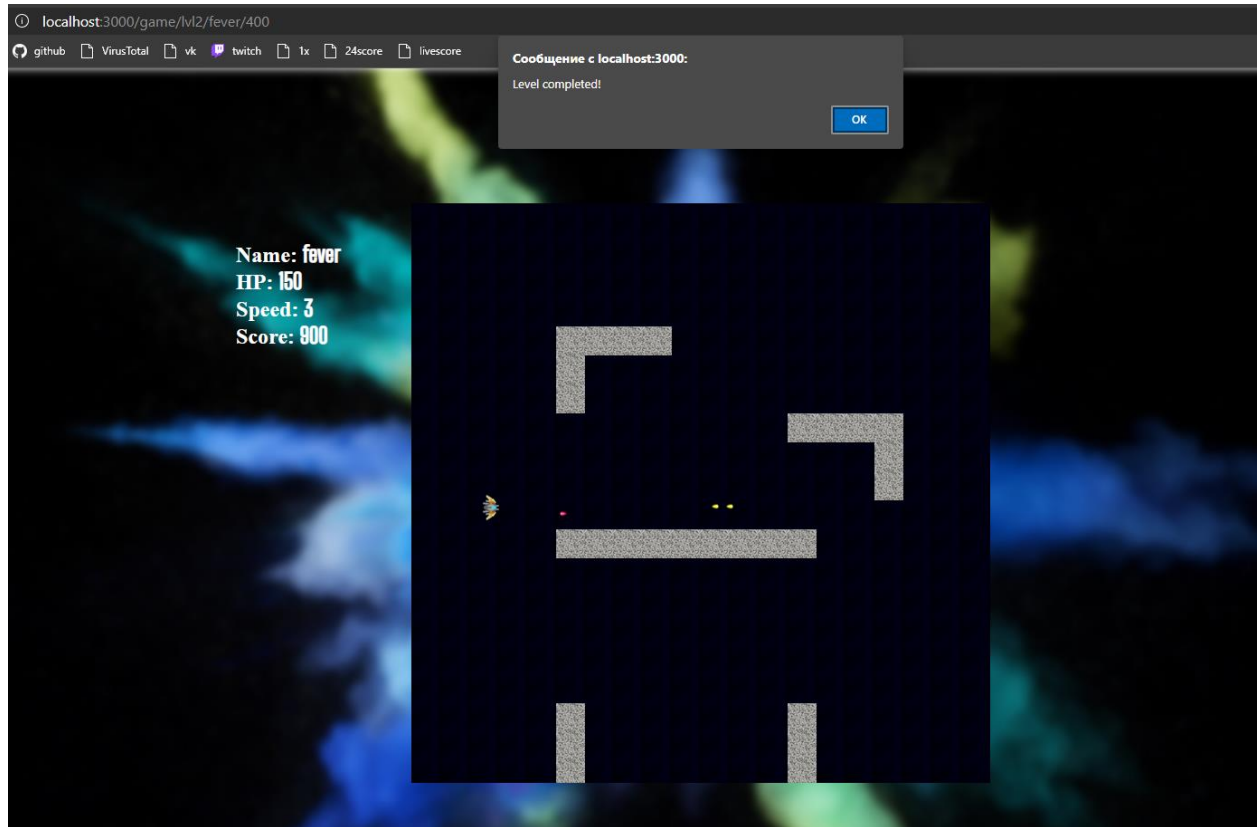 localhost:3000/game/lvl2/fever/400
github VirusTotal vk twitch 1x 24score livescore
Сообщение с localhost:3000:
Level completed!
OK
Name: fever
HP: 150
Speed: 3
Score: 900